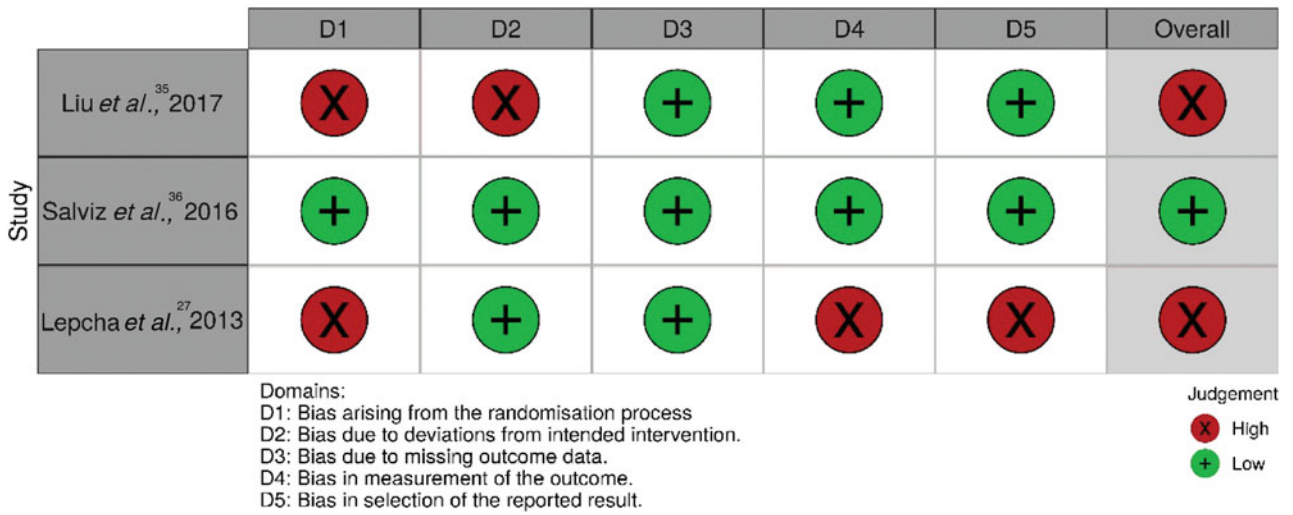 D1 D2 D3 D4 D5 Overall
Study
Liu et al.,35 2017 X X + + + X
Salviz et al.,36 2016 + + + + + +
Lepcha et al.,27 2013 X + + X X X
Domains:
D1: Bias arising from the randomisation process
D2: Bias due to deviations from intended intervention.
D3: Bias due to missing outcome data.
D4: Bias in measurement of the outcome.
D5: Bias in selection of the reported result.
Judgement
X High
+ Low